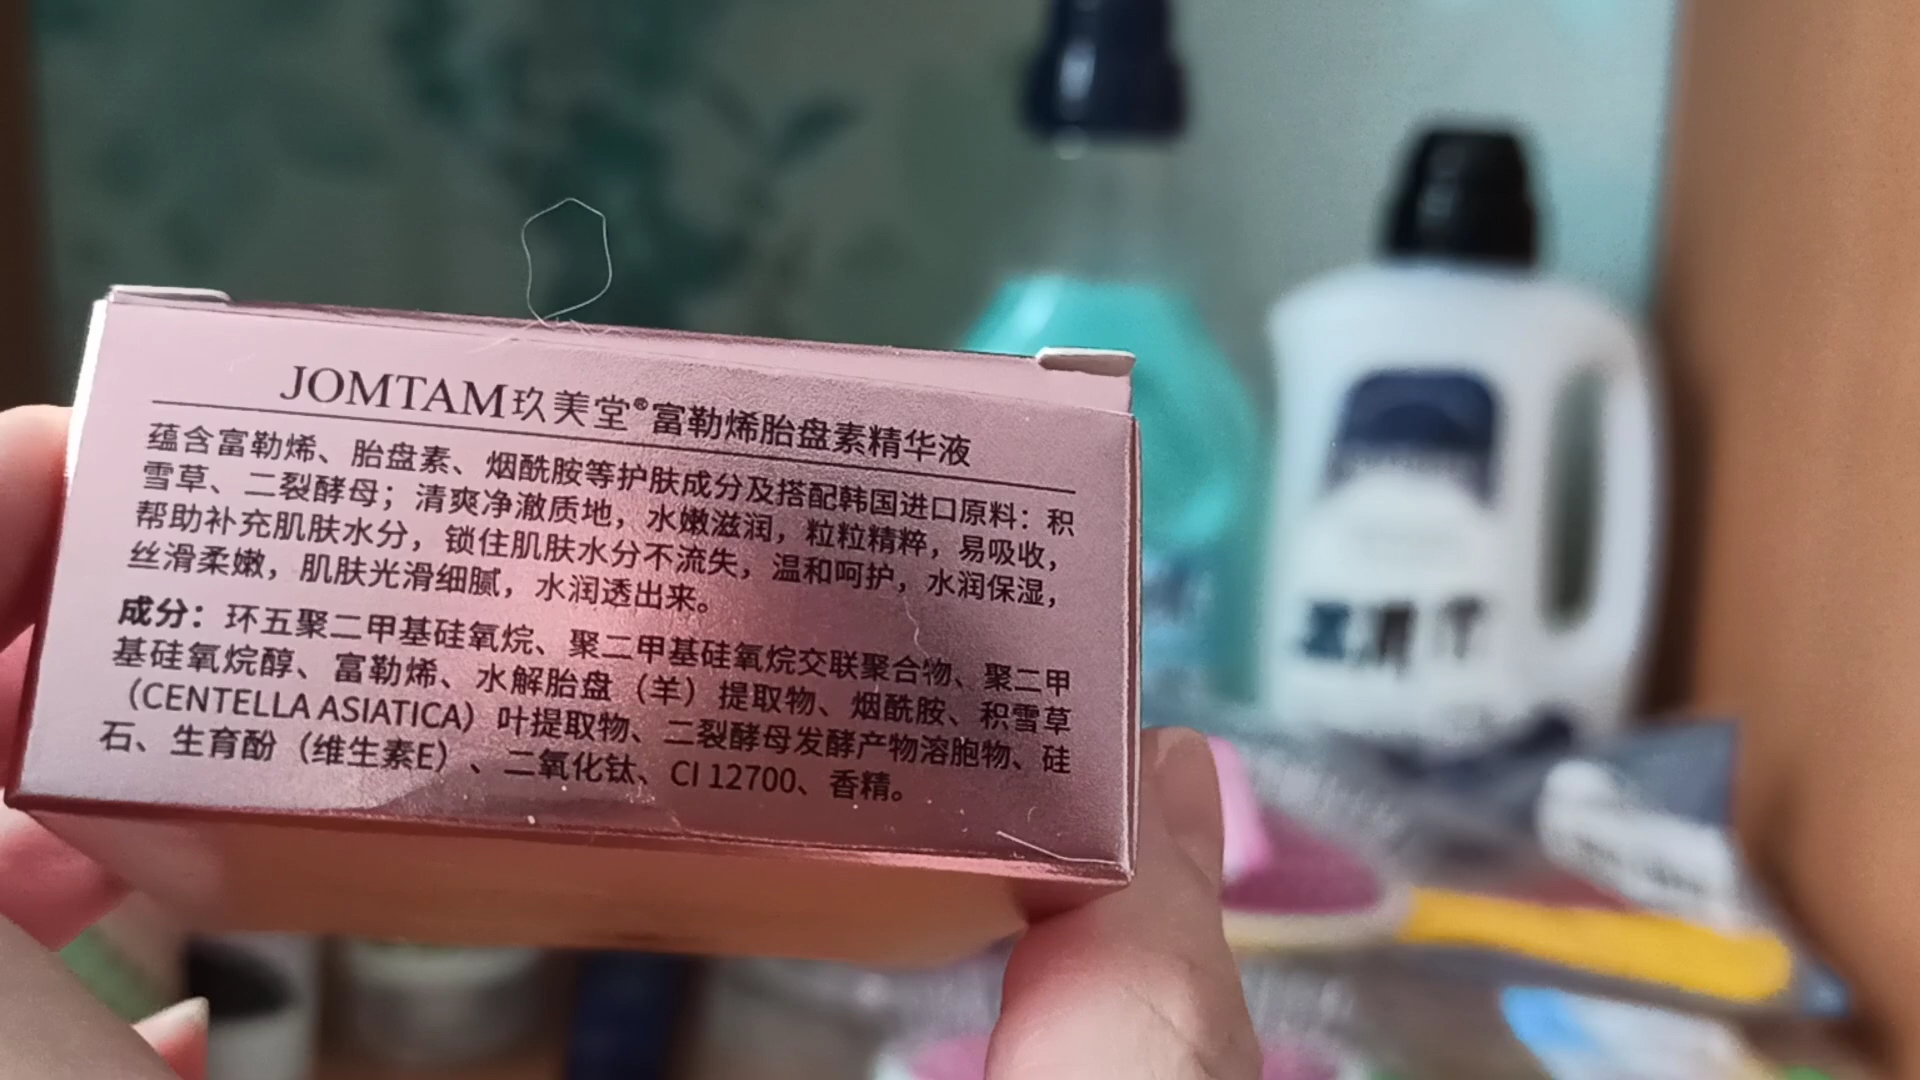 JOMTAM玖美堂®富勒烯胎盘素精华液
蕴含富勒烯、胎盘素、烟酰胺等护肤成分及搭配韩国进口原料：积
雪草、二裂酵母；清爽净澈质地，水嫩滋润，粒粒精粹，易吸收，
帮助补充肌肤水分，锁住肌肤水分不流失，温和呵护，水润保湿，
丝滑柔嫩，肌肤光滑细腻，水润透出来。
成分：环五聚二甲基硅氧烷、聚二甲基硅氧烷交联聚合物、聚二甲
基硅氧烷醇、富勒烯、水解胎盘（羊）提取物、烟酰胺、积雪草
（CENTELLA ASIATICA）叶提取物、二裂酵母发酵产物溶胞物、硅
石、生育酚（维生素E）、二氧化钛、CI 12700、香精。